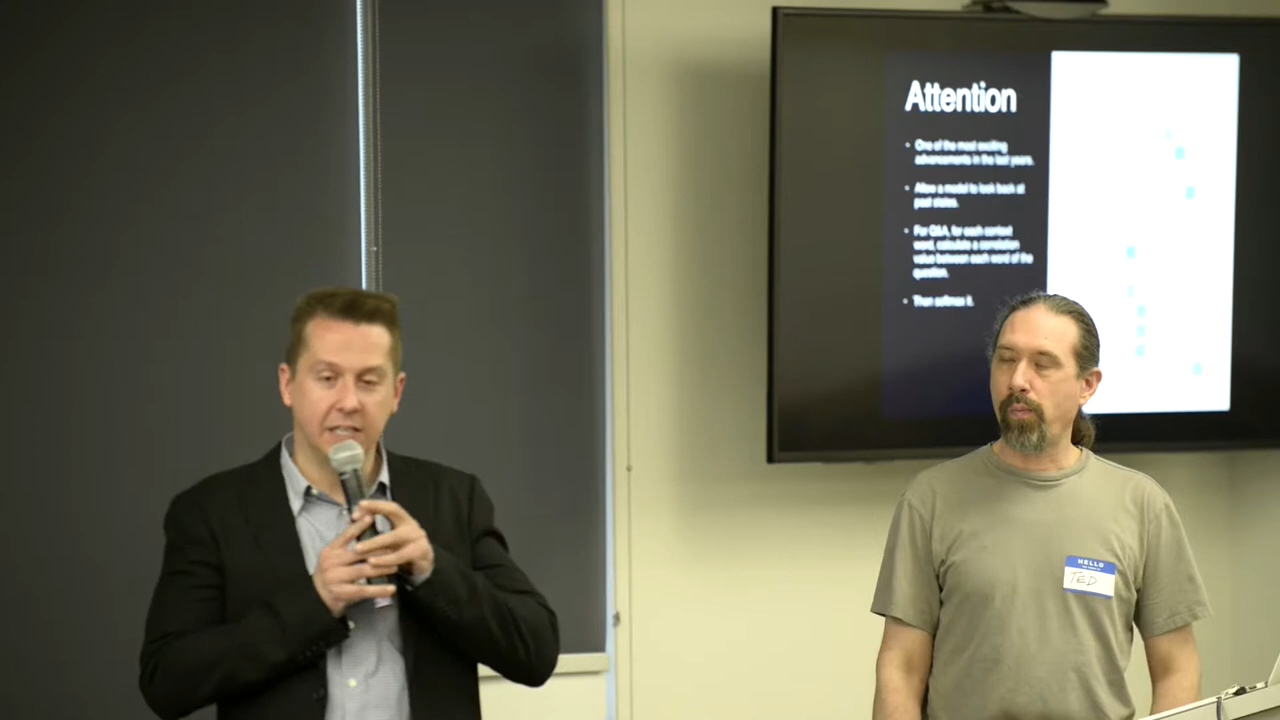 Attention
• One of the most exciting
advancements in the last years.
• Allow a model to look back at
past states.
• For Q&A, for each context
word, calculate a correlation
value between each word of the
question.
• Then softmax it.
HELLO
TED